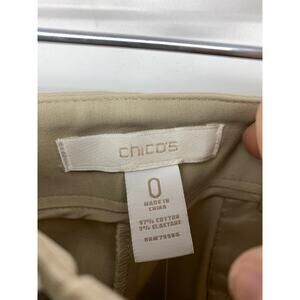 chico's
0
MADE IN
CHINA
97% COTTON
3% ELASTANE